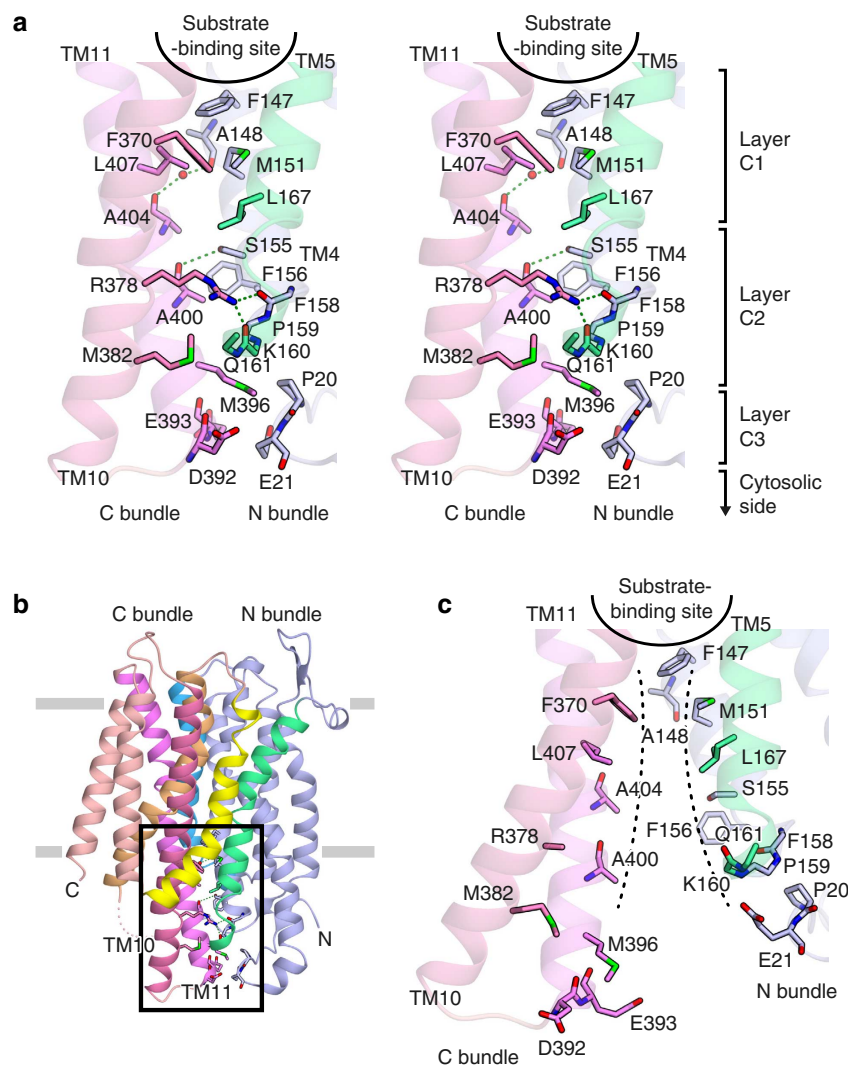 a
Substrate
-binding site
TM11
TM5
F147
F370
A148
L407
M151
L167
A404
S155
TM4
R378
F156
F158
A400
P159
M382
K160
Q161
P20
M396
E393
TM10
D392
E21
C bundle
N bundle
Substrate
-binding site
TM11
TM5
F147
F370
A148
L407
M151
L167
A404
S155
TM4
R378
F156
F158
A400
P159
M382
K160
Q161
P20
M396
E393
TM10
D392
E21
C bundle
N bundle
Layer
C1
Layer
C2
Layer
C3
Cytosolic
side
b
C bundle
N bundle
C
TM10
N
TM11
c
Substrate-
binding site
TM11
TM5
F147
F370
M151
A148
L407
L167
A404
S155
R378
F156
Q161
F158
A400
P159
K160
M382
P20
M396
E21
TM10
N bundle
E393
D392
C bundle